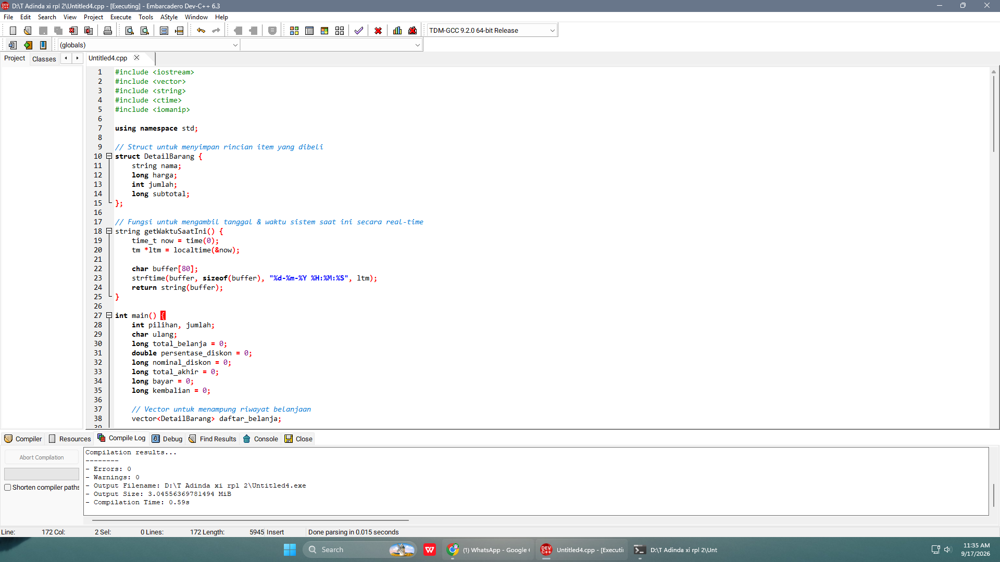 D:\T Adinda xi rpl 2\Untitled4.cpp - [Executing] - Embarcadero Dev-C++ 6.3
File Edit Search View Project Execute Tools AStyle Window Help
TDM-GCC 9.2.0 64-bit Release
(globals)
Project Classes Untitled4.cpp
1 #include <iostream>
2 #include <vector>
3 #include <string>
4 #include <ctime>
5 #include <iomanip>
6
7 using namespace std;
8
9 // Struct untuk menyimpan rincian item yang dibeli
10 struct DetailBarang {
11 string nama;
12 long harga;
13 int jumlah;
14 long subtotal;
15 };
16
17 // Fungsi untuk mengambil tanggal & waktu sistem saat ini secara real-time
18 string getWaktuSaatIni() {
19 time_t now = time(0);
20 tm *ltm = localtime(&now);
21
22 char buffer[80];
23 strftime(buffer, sizeof(buffer), "%d-%m-%Y %H:%M:%S", ltm);
24 return string(buffer);
25 }
26
27 int main() {
28 int pilihan, jumlah;
29 char ulang;
30 long total_belanja = 0;
31 double persentase_diskon = 0;
32 long nominal_diskon = 0;
33 long total_akhir = 0;
34 long bayar = 0;
35 long kembalian = 0;
36
37 // Vector untuk menampung riwayat belanjaan
38 vector<DetailBarang> daftar_belanja;
39
Compiler Resources Compile Log Debug Find Results Console Close
Abort Compilation
Shorten compiler paths
Compilation results...
--------
- Errors: 0
- Warnings: 0
- Output Filename: D:\T Adinda xi rpl 2\Untitled4.exe
- Output Size: 3.04556369781494 MiB
- Compilation Time: 0.59s
Line: 172 Col: 2 Sel: 0 Lines: 172 Length: 5945 Insert Done parsing in 0.015 seconds
Search
(1) WhatsApp - Google
Untitled4.cpp - [Executi
D:\T Adinda xi rpl 2\Unt
11:35 AM
9/17/2026